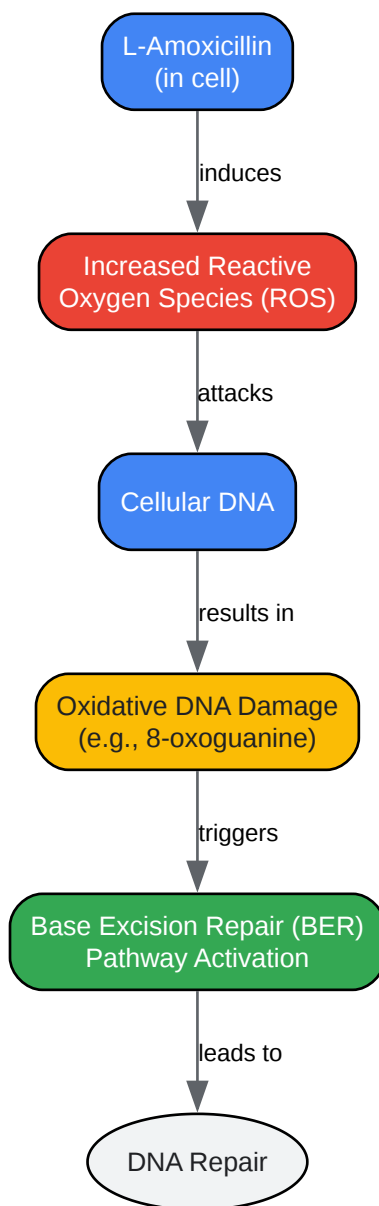 L-Amoxicillin
(in cell)
induces
Increased Reactive
Oxygen Species (ROS)
attacks
Cellular DNA
results in
Oxidative DNA Damage
(e.g., 8-oxoguanine)
triggers
Base Excision Repair (BER)
Pathway Activation
leads to
DNA Repair